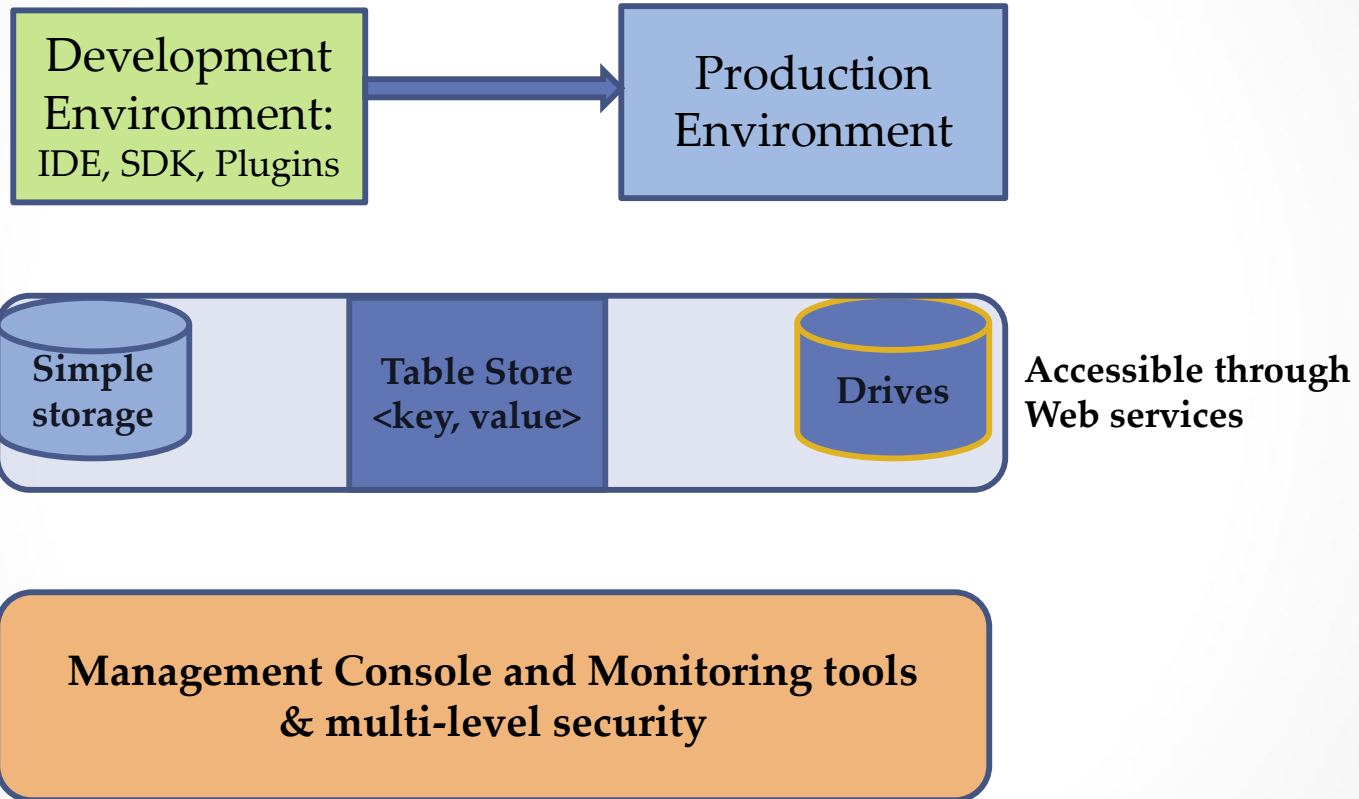 Development
Environment:
IDE, SDK, Plugins
Production
Environment
Simple
storage
Table Store
<key, value>
Drives
Accessible through
Web services
Management Console and Monitoring tools
& multi-level security